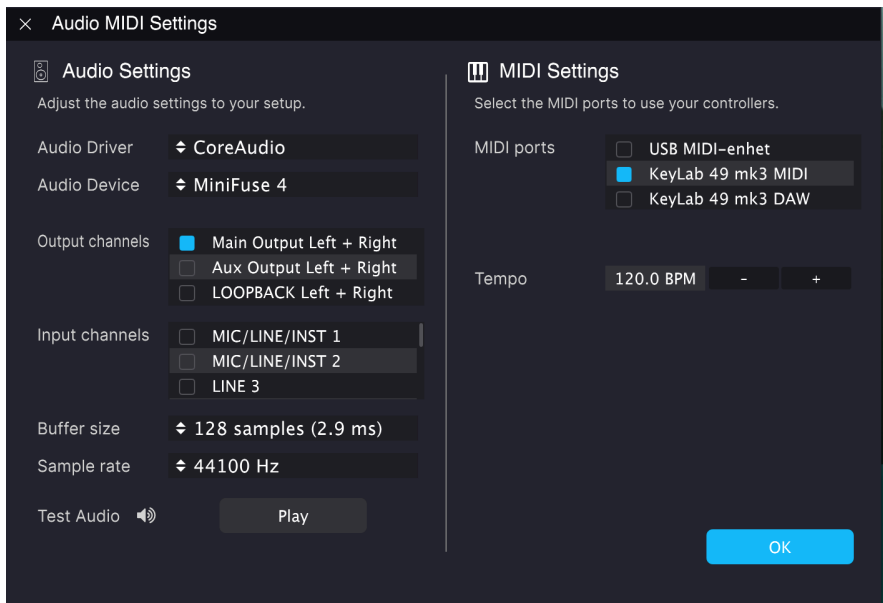 Audio MIDI Settings
Audio Settings
Adjust the audio settings to your setup.
Audio Driver CoreAudio
Audio Device MiniFuse 4
Output channels Main Output Left + Right
Aux Output Left + Right
LOOPBACK Left + Right
Input channels MIC/LINE/INST 1
MIC/LINE/INST 2
LINE 3
Buffer size 128 samples (2.9 ms)
Sample rate 44100 Hz
Test Audio Play
MIDI Settings
Select the MIDI ports to use your controllers.
MIDI ports USB MIDI-enhet
KeyLab 49 mk3 MIDI
KeyLab 49 mk3 DAW
Tempo 120.0 BPM - +
OK